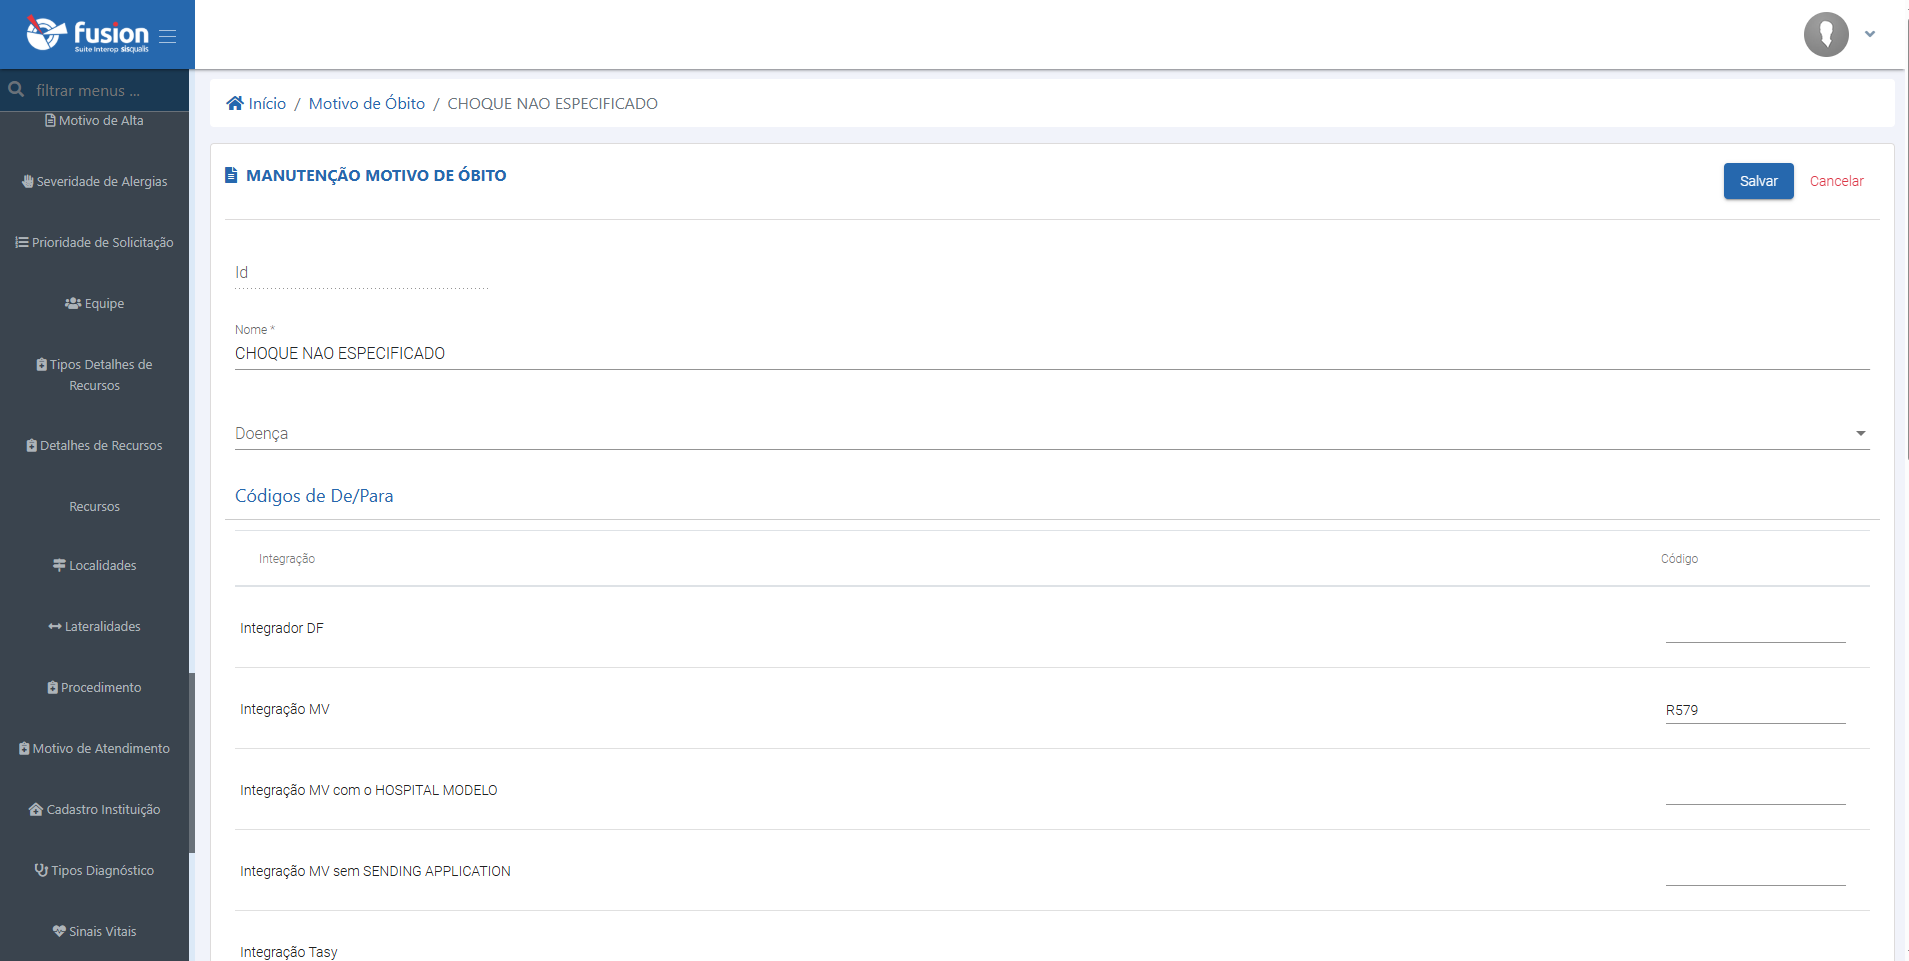 fusion
Suite Interop sisqualis
filtrar menus ...
Motivo de Alta
Severidade de Alergias
Prioridade de Solicitação
Equipe
Tipos Detalhes de
Recursos
Detalhes de Recursos
Recursos
Localidades
Lateralidades
Procedimento
Motivo de Atendimento
Cadastro Instituição
Tipos Diagnóstico
Sinais Vitais
Início / Motivo de Óbito / CHOQUE NAO ESPECIFICADO
MANUTENÇÃO MOTIVO DE ÓBITO
Salvar Cancelar
Id
Nome *
CHOQUE NAO ESPECIFICADO
Doença
Códigos de De/Para
Integração Código
Integrador DF
Integração MV R579
Integração MV com o HOSPITAL MODELO
Integração MV sem SENDING APPLICATION
Integração Tasy